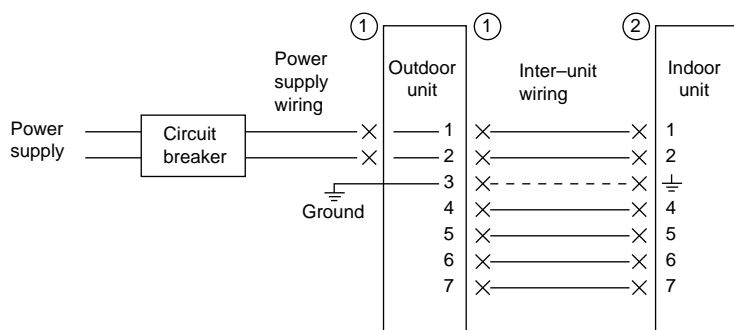 1
1
2
Power
supply
wiring
Outdoor
unit
Inter–unit
wiring
Indoor
unit
Power
supply
Circuit
breaker
Ground
1
2
3
4
5
6
7
1
2
4
5
6
7